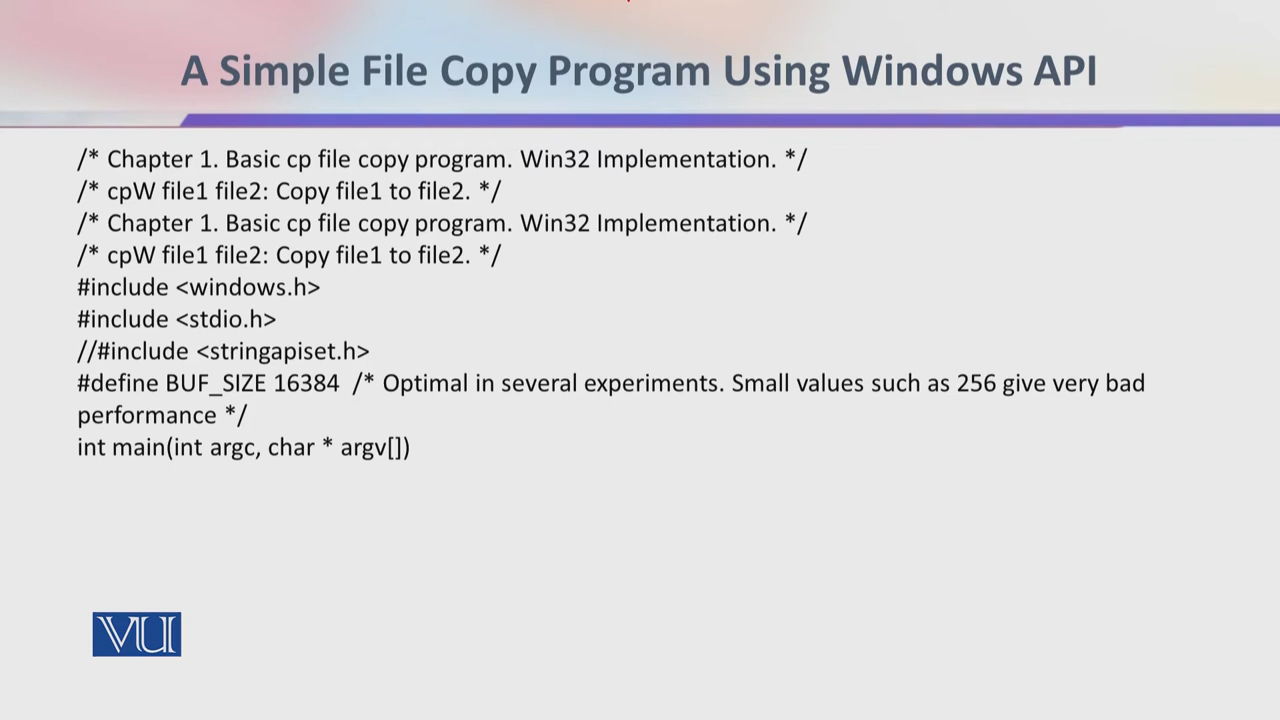 A Simple File Copy Program Using Windows API
/* Chapter 1. Basic cp file copy program. Win32 Implementation. */
/* cpW file1 file2: Copy file1 to file2. */
/* Chapter 1. Basic cp file copy program. Win32 Implementation. */
/* cpW file1 file2: Copy file1 to file2. */
#include <windows.h>
#include <stdio.h>
//#include <stringapiset.h>
#define BUF_SIZE 16384 /* Optimal in several experiments. Small values such as 256 give very bad
performance */
int main(int argc, char * argv[])
VU